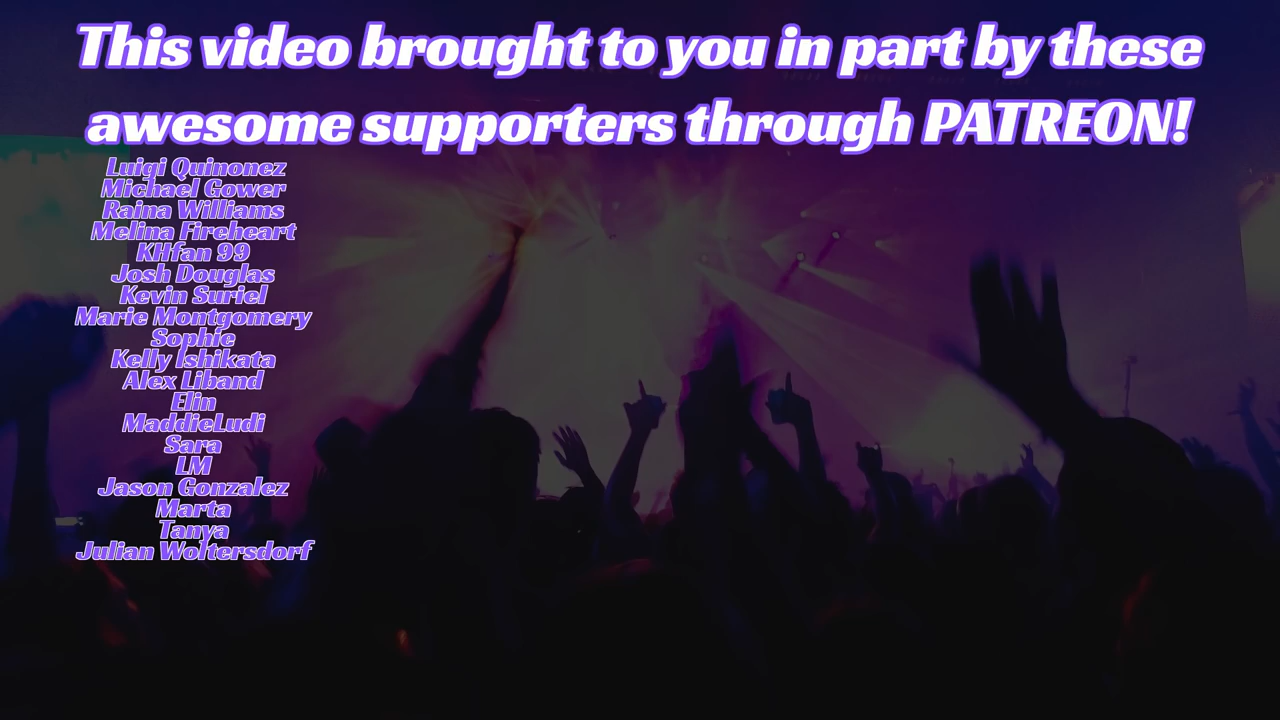 This video brought to you in part by these
awesome supporters through PATREON!
Luigi Quinonez
Michael Gower
Raina Williams
Melina Fireheart
KHfan 99
Josh Douglas
Kevin Suriel
Marie Montgomery
Sophie
Kelly Ishikata
Alex Liband
Elin
MaddieLudi
Sara
LM
Jason Gonzalez
Marta
Tanya
Julian Woltersdorf